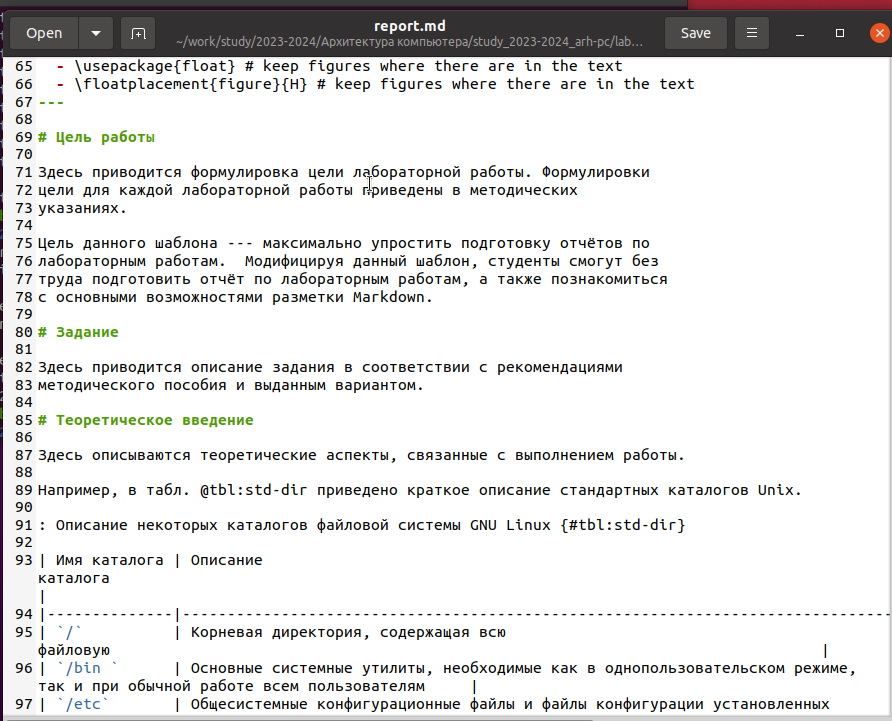 Open
report.md
~/work/study/2023-2024/Архитектура компьютера/study_2023-2024_arh-pc/lab…
Save
65 - \usepackage{float} # keep figures where there are in the text
66 - \floatplacement{figure}{H} # keep figures where there are in the text
67 ---
68
69 # Цель работы
70
71 Здесь приводится формулировка цели лабораторной работы. Формулировки
72 цели для каждой лабораторной работы приведены в методических
73 указаниях.
74
75 Цель данного шаблона --- максимально упростить подготовку отчётов по
76 лабораторным работам.  Модифицируя данный шаблон, студенты смогут без
77 труда подготовить отчёт по лабораторным работам, а также познакомиться
78 с основными возможностями разметки Markdown.
79
80 # Задание
81
82 Здесь приводится описание задания в соответствии с рекомендациями
83 методического пособия и выданным вариантом.
84
85 # Теоретическое введение
86
87 Здесь описываются теоретические аспекты, связанные с выполнением работы.
88
89 Например, в табл. @tbl:std-dir приведено краткое описание стандартных каталогов Unix.
90
91 : Описание некоторых каталогов файловой системы GNU Linux {#tbl:std-dir}
92
93 | Имя каталога | Описание
каталога
|
94 |--------------|-------------------------------------------------------------------------------
95 | `/`          | Корневая директория, содержащая всю
файловую |
96 | `/bin `      | Основные системные утилиты, необходимые как в однопользовательском режиме,
так и при обычной работе всем пользователям     |
97 | `/etc`       | Общесистемные конфигурационные файлы и файлы конфигурации установленных